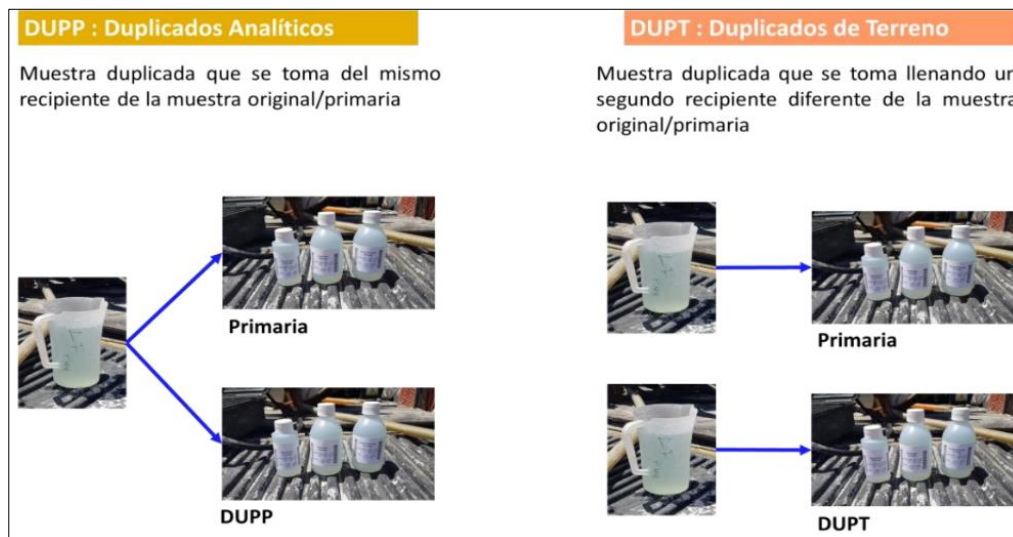 DUPP : Duplicados Analíticos
Muestra duplicada que se toma del mismo
recipiente de la muestra original/primaria
Primaria
DUPP
DUPT : Duplicados de Terreno
Muestra duplicada que se toma llenando un
segundo recipiente diferente de la muestra
original/primaria
Primaria
DUPT